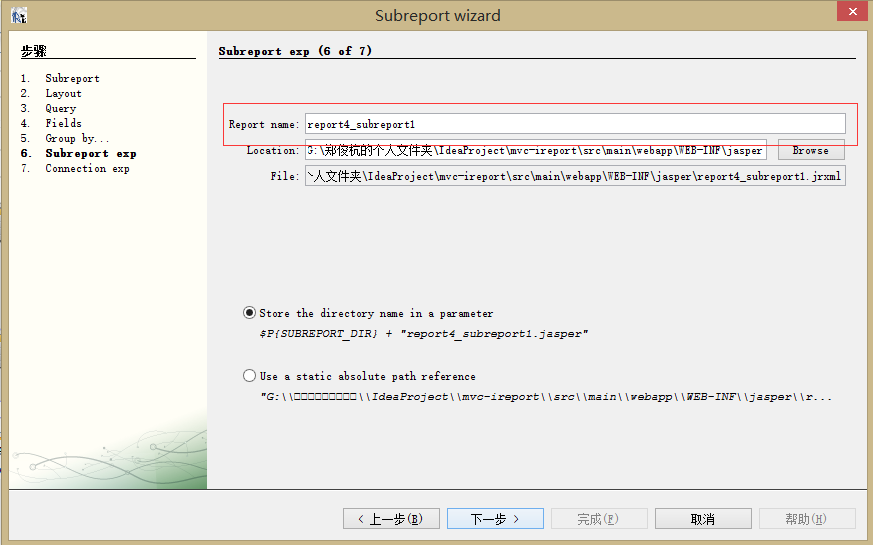 Subreport wizard
步骤
1. Subreport
2. Layout
3. Query
4. Fields
5. Group by...
6. Subreport exp
7. Connection exp
Subreport exp (6 of 7)
Report name: report4_subreport1
Location: G:\郑俊杭的个人文件夹\IdeaProject\mvc-ireport\src\main\webapp\WEB-INF\jasper Browse
File: 人文件夹\IdeaProject\mvc-ireport\src\main\webapp\WEB-INF\jasper\report4_subreport1.jrxml
Store the directory name in a parameter
$P{SUBREPORT_DIR} + "report4_subreport1.jasper"
Use a static absolute path reference
"G:\\□□□□□□□□□\\IdeaProject\\mvc-ireport\\src\\main\\webapp\\WEB-INF\\jasper\\r...
< 上一步(B) 下一步 > 完成(F) 取消 帮助(H)